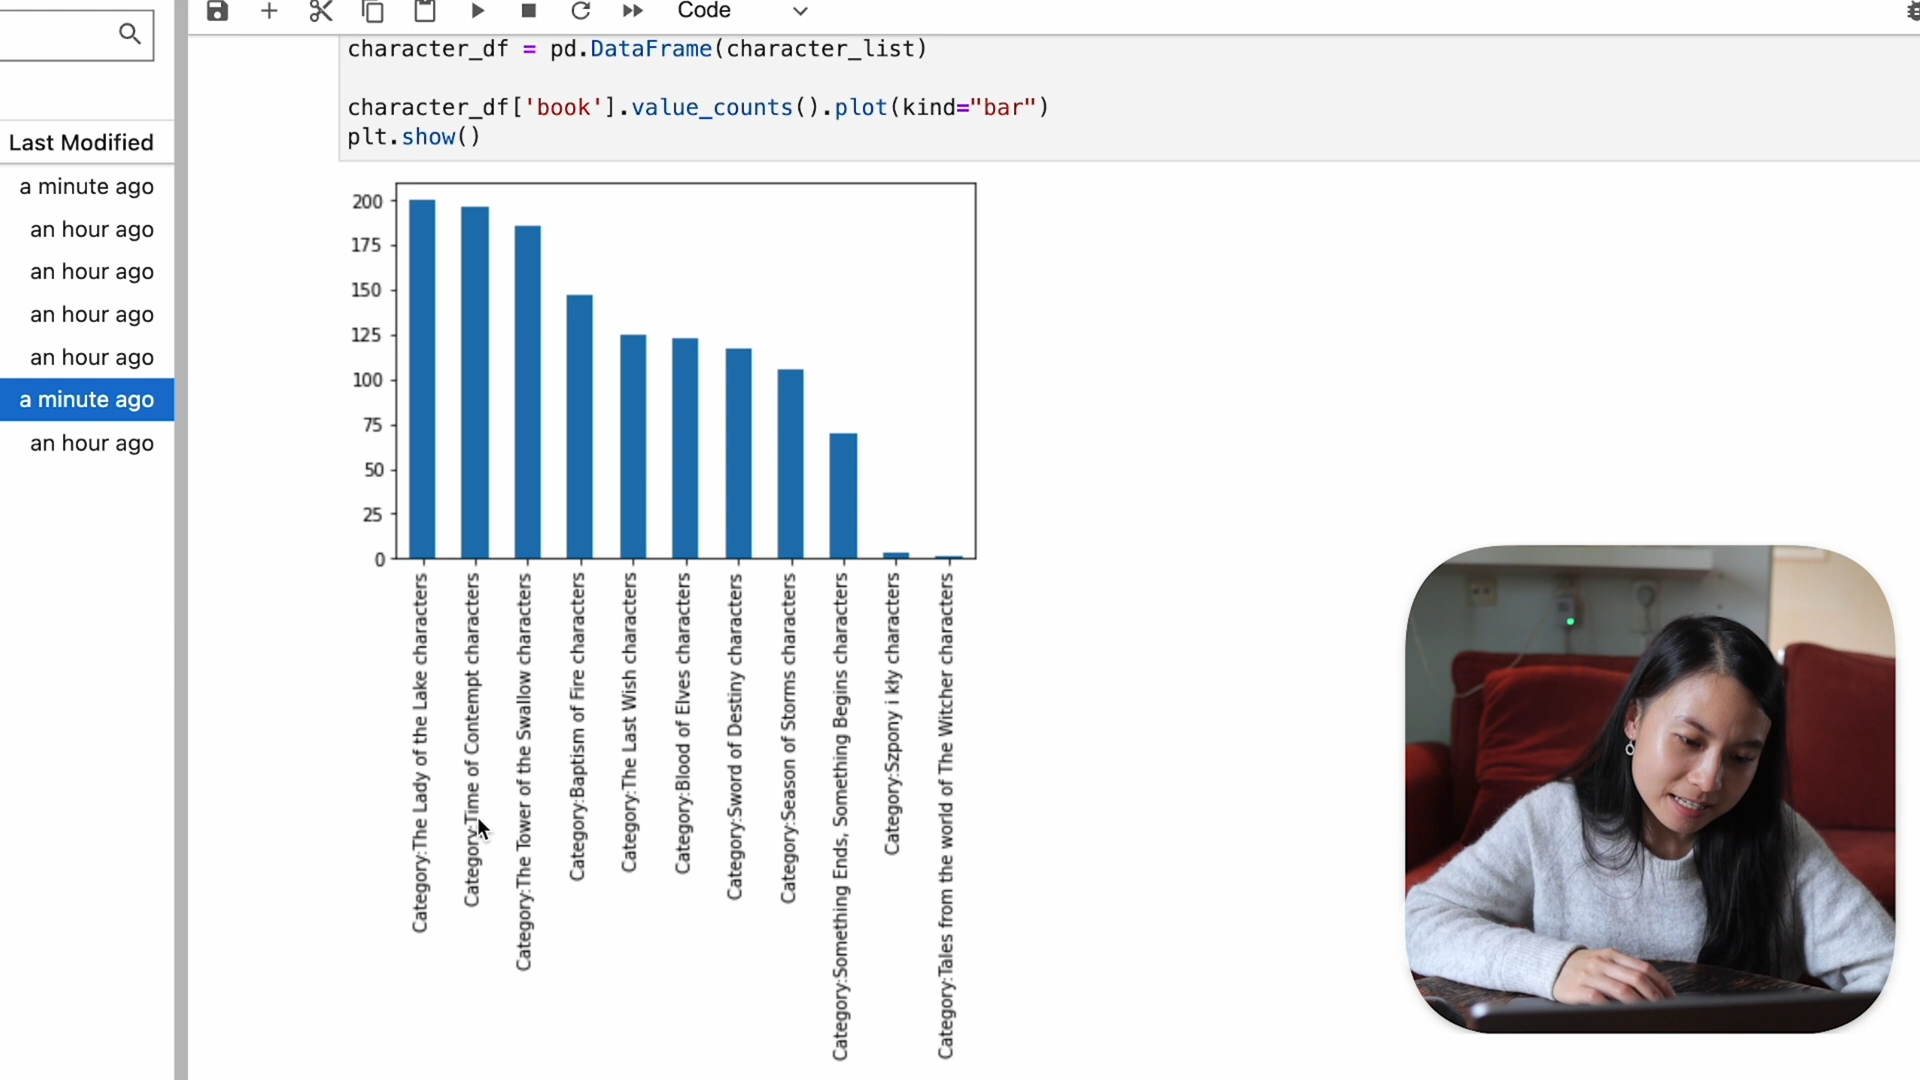 Code
Last Modified
a minute ago
an hour ago
an hour ago
an hour ago
an hour ago
a minute ago
an hour ago
character_df = pd.DataFrame(character_list)
character_df['book'].value_counts().plot(kind="bar")
plt.show()
200
175
150
125
100
75
50
25
0
Category:The Lady of the Lake characters
Category:Time of Contempt characters
Category:The Tower of the Swallow characters
Category:Baptism of Fire characters
Category:The Last Wish characters
Category:Blood of Elves characters
Category:Sword of Destiny characters
Category:Season of Storms characters
Category:Something Ends, Something Begins characters
Category:Szpony i kły characters
Category:Tales from the world of The Witcher characters